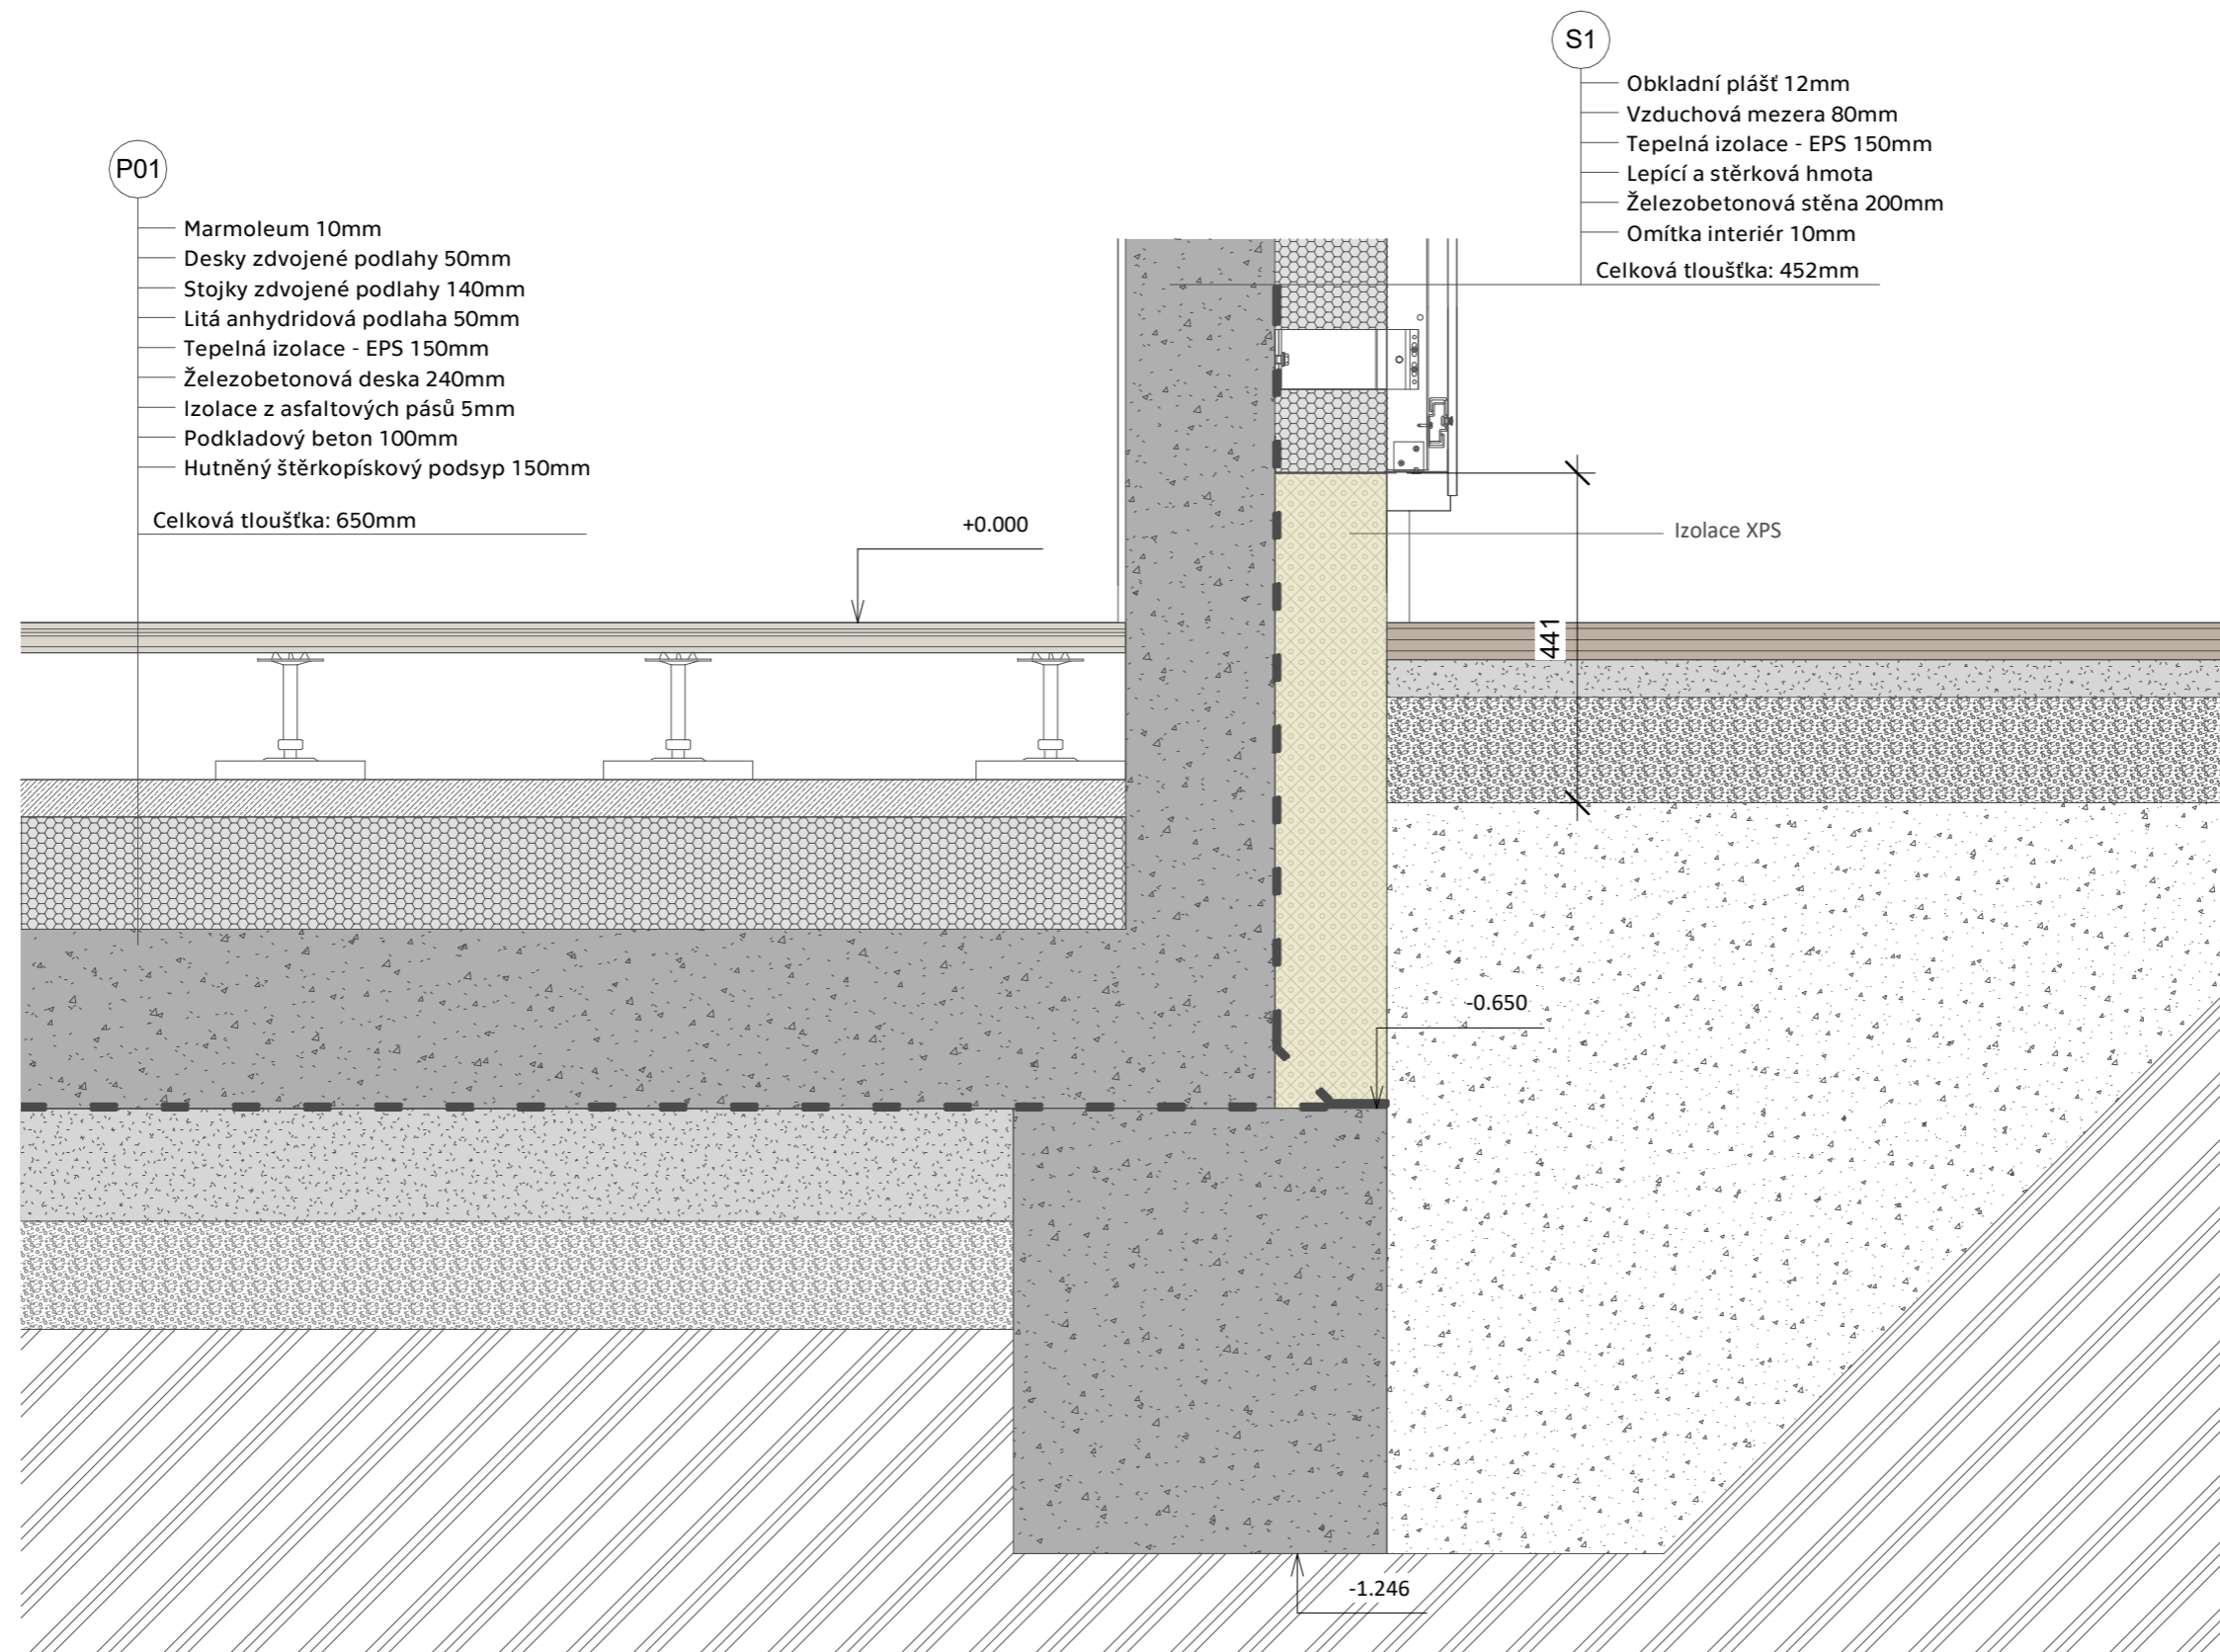 P01
Marmoleum 10mm
Desky zdvojené podlahy 50mm
Stojky zdvojené podlahy 140mm
Litá anhydridová podlaha 50mm
Tepelná izolace - EPS 150mm
Železobetonová deska 240mm
Izolace z asfaltových pásů 5mm
Podkladový beton 100mm
Hutněný štěrkopískový podsyp 150mm
Celková tloušťka: 650mm
S1
Obkladní plášť 12mm
Vzduchová mezera 80mm
Tepelná izolace - EPS 150mm
Lepící a stěrková hmota
Železobetonová stěna 200mm
Omítka interiér 10mm
Celková tloušťka: 452mm
+0.000
Izolace XPS
441
-0.650
-1.246